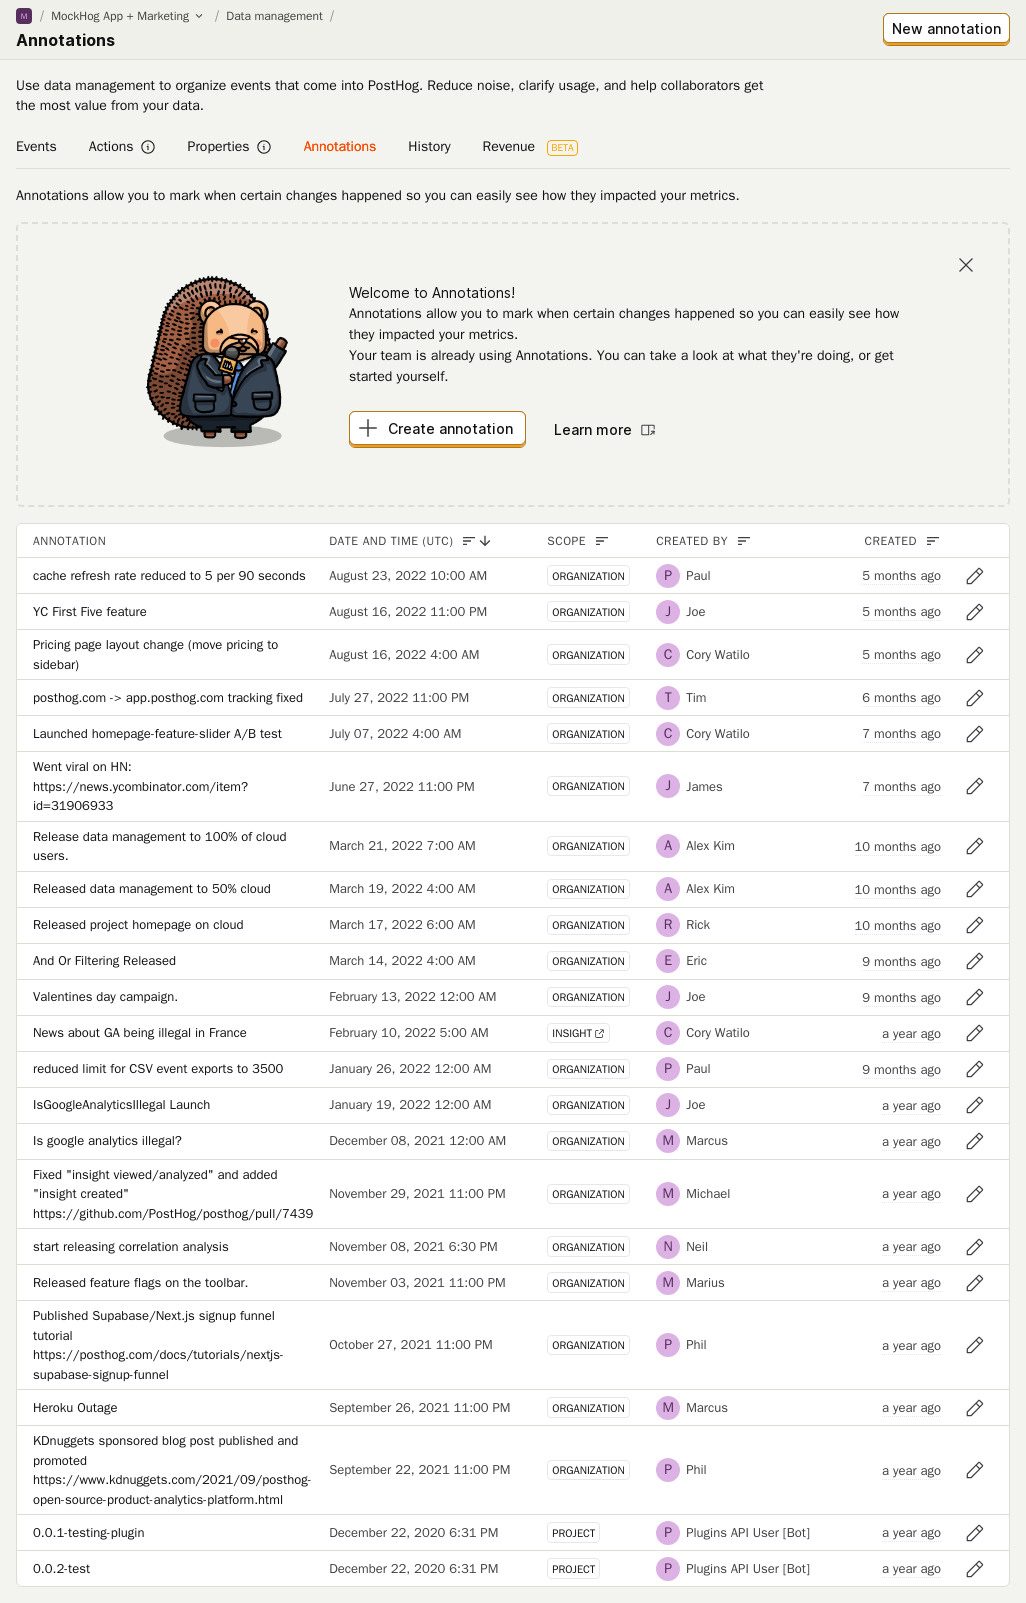 M / MockHog App + Marketing / Data management /
Annotations
New annotation
Use data management to organize events that come into PostHog. Reduce noise, clarify usage, and help collaborators get
the most value from your data.
Events Actions Properties Annotations History Revenue BETA
Annotations allow you to mark when certain changes happened so you can easily see how they impacted your metrics.
Welcome to Annotations!
Annotations allow you to mark when certain changes happened so you can easily see how
they impacted your metrics.
Your team is already using Annotations. You can take a look at what they're doing, or get
started yourself.
Create annotation Learn more
ANNOTATION DATE AND TIME (UTC) SCOPE CREATED BY CREATED
cache refresh rate reduced to 5 per 90 seconds August 23, 2022 10:00 AM ORGANIZATION P Paul 5 months ago
YC First Five feature August 16, 2022 11:00 PM ORGANIZATION J Joe 5 months ago
Pricing page layout change (move pricing to
sidebar) August 16, 2022 4:00 AM ORGANIZATION C Cory Watilo 5 months ago
posthog.com -> app.posthog.com tracking fixed July 27, 2022 11:00 PM ORGANIZATION T Tim 6 months ago
Launched homepage-feature-slider A/B test July 07, 2022 4:00 AM ORGANIZATION C Cory Watilo 7 months ago
Went viral on HN:
https://news.ycombinator.com/item? June 27, 2022 11:00 PM ORGANIZATION J James 7 months ago
id=31906933
Release data management to 100% of cloud
users. March 21, 2022 7:00 AM ORGANIZATION A Alex Kim 10 months ago
Released data management to 50% cloud March 19, 2022 4:00 AM ORGANIZATION A Alex Kim 10 months ago
Released project homepage on cloud March 17, 2022 6:00 AM ORGANIZATION R Rick 10 months ago
And Or Filtering Released March 14, 2022 4:00 AM ORGANIZATION E Eric 9 months ago
Valentines day campaign. February 13, 2022 12:00 AM ORGANIZATION J Joe 9 months ago
News about GA being illegal in France February 10, 2022 5:00 AM INSIGHT C Cory Watilo a year ago
reduced limit for CSV event exports to 3500 January 26, 2022 12:00 AM ORGANIZATION P Paul 9 months ago
IsGoogleAnalyticsIllegal Launch January 19, 2022 12:00 AM ORGANIZATION J Joe a year ago
Is google analytics illegal? December 08, 2021 12:00 AM ORGANIZATION M Marcus a year ago
Fixed "insight viewed/analyzed" and added
"insight created" November 29, 2021 11:00 PM ORGANIZATION M Michael a year ago
https://github.com/PostHog/posthog/pull/7439
start releasing correlation analysis November 08, 2021 6:30 PM ORGANIZATION N Neil a year ago
Released feature flags on the toolbar. November 03, 2021 11:00 PM ORGANIZATION M Marius a year ago
Published Supabase/Next.js signup funnel
tutorial October 27, 2021 11:00 PM ORGANIZATION P Phil a year ago
https://posthog.com/docs/tutorials/nextjs-
supabase-signup-funnel
Heroku Outage September 26, 2021 11:00 PM ORGANIZATION M Marcus a year ago
KDnuggets sponsored blog post published and
promoted September 22, 2021 11:00 PM ORGANIZATION P Phil a year ago
https://www.kdnuggets.com/2021/09/posthog-
open-source-product-analytics-platform.html
0.0.1-testing-plugin December 22, 2020 6:31 PM PROJECT P Plugins API User [Bot] a year ago
0.0.2-test December 22, 2020 6:31 PM PROJECT P Plugins API User [Bot] a year ago